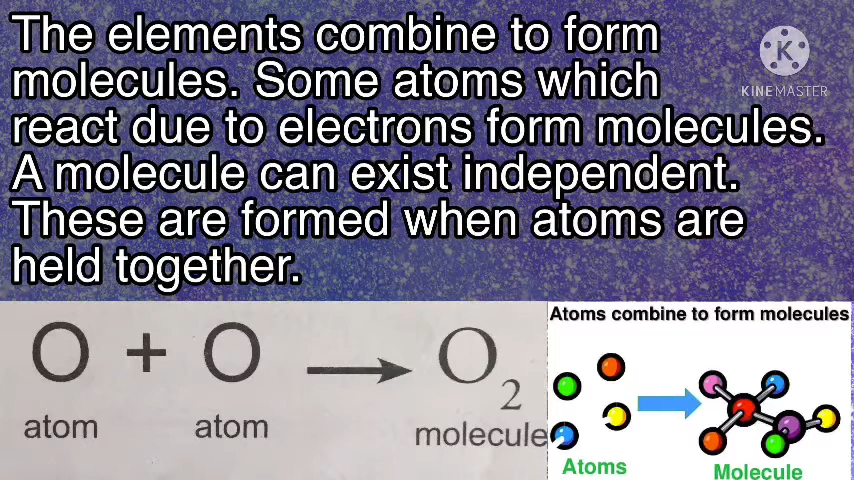 The elements combine to form
molecules. Some atoms which
react due to electrons form molecules.
A molecule can exist independent.
These are formed when atoms are
held together.
KINEMASTER
K
O + O → O2
atom atom molecule
Atoms combine to form molecules
Atoms Molecule